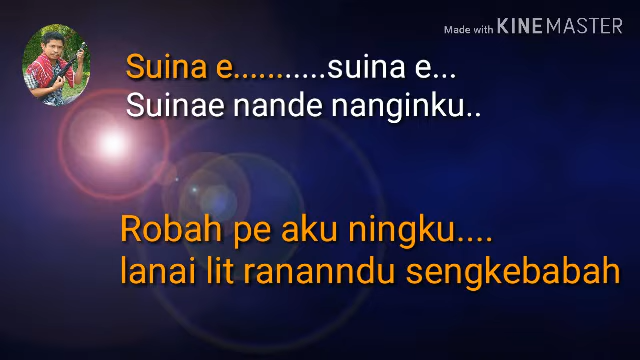 Made with KINEMASTER
Suina e...........suina e...
Suinae nande nanginku..
Robah pe aku ningku....
lanai lit rananndu sengkebabah